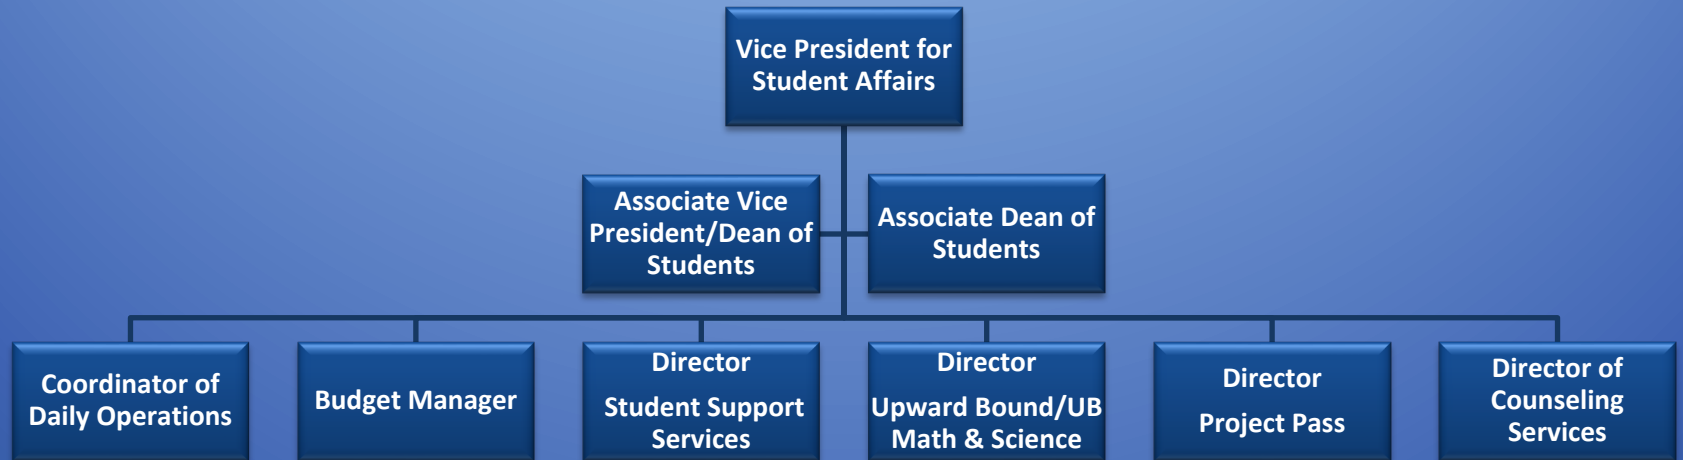 Vice President for
Student Affairs
Associate Vice
President/Dean of
Students
Associate Dean of
Students
Coordinator of
Daily Operations
Budget Manager
Director
Student Support
Services
Director
Upward Bound/UB
Math & Science
Director
Project Pass
Director of
Counseling
Services